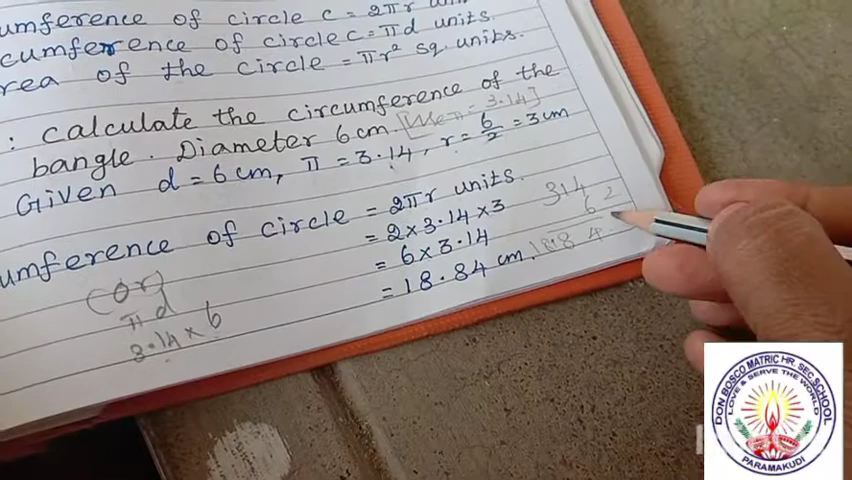 umference of circle c = 2πr
cumference of circle c = πd units.
rea of the circle = πr² sq. units.
: Calculate the circumference of the
bangle. Diameter 6 cm. [Use π = 3.14]
Given d = 6 cm, π = 3.14, r = 6/2 = 3 cm
umference of circle = 2πr units.
= 2 × 3.14 × 3
= 6 × 3.14
= 18.84 cm.
(or)
πd
3.14 × 6
314
6 2
18.84
DON BOSCO MATRIC HR. SEC. SCHOOL
LOVE & SERVE THE WORLD
PARAMAKUDI